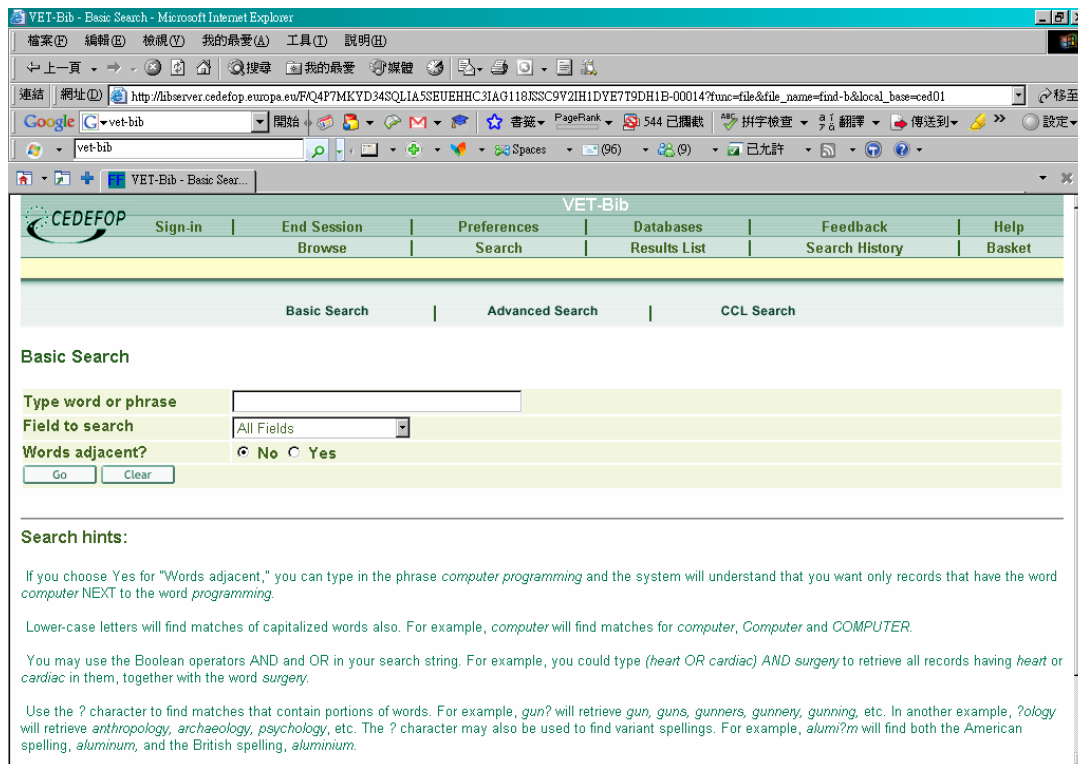 VET-Bib - Basic Search - Microsoft Internet Explorer
檔案(F) 編輯(E) 檢視(V) 我的最愛(A) 工具(T) 說明(H)
上一頁 搜尋 我的最愛 媒體
連結 網址(D) http://libserver.cedefop.europa.eu/F/Q4P7MKYD34SQLIA5SEUEHHC3IAG118JSSC9V2IH1DYE7T9DH1B-00014?func=file&file_name=find-b&local_base=ced01 移至
Google vet-bib 開始 書籤 PageRank 544 已攔截 拼字檢查 翻譯 傳送到 » 設定
vet-bib Spaces (96) (9) 已允許
VET-Bib - Basic Sear...
VET-Bib
CEDEFOP Sign-in | End Session | Preferences | Databases | Feedback | Help
Browse | Search | Results List | Search History | Basket
Basic Search | Advanced Search | CCL Search
Basic Search
Type word or phrase
Field to search All Fields
Words adjacent? No Yes
Go Clear
Search hints:
If you choose Yes for "Words adjacent," you can type in the phrase computer programming and the system will understand that you want only records that have the word
computer NEXT to the word programming.
Lower-case letters will find matches of capitalized words also. For example, computer will find matches for computer, Computer and COMPUTER.
You may use the Boolean operators AND and OR in your search string. For example, you could type (heart OR cardiac) AND surgery to retrieve all records having heart or
cardiac in them, together with the word surgery.
Use the ? character to find matches that contain portions of words. For example, gun? will retrieve gun, guns, gunners, gunnery, gunning, etc. In another example, ?ology
will retrieve anthropology, archaeology, psychology, etc. The ? character may also be used to find variant spellings. For example, alumi?m will find both the American
spelling, aluminum, and the British spelling, aluminium.